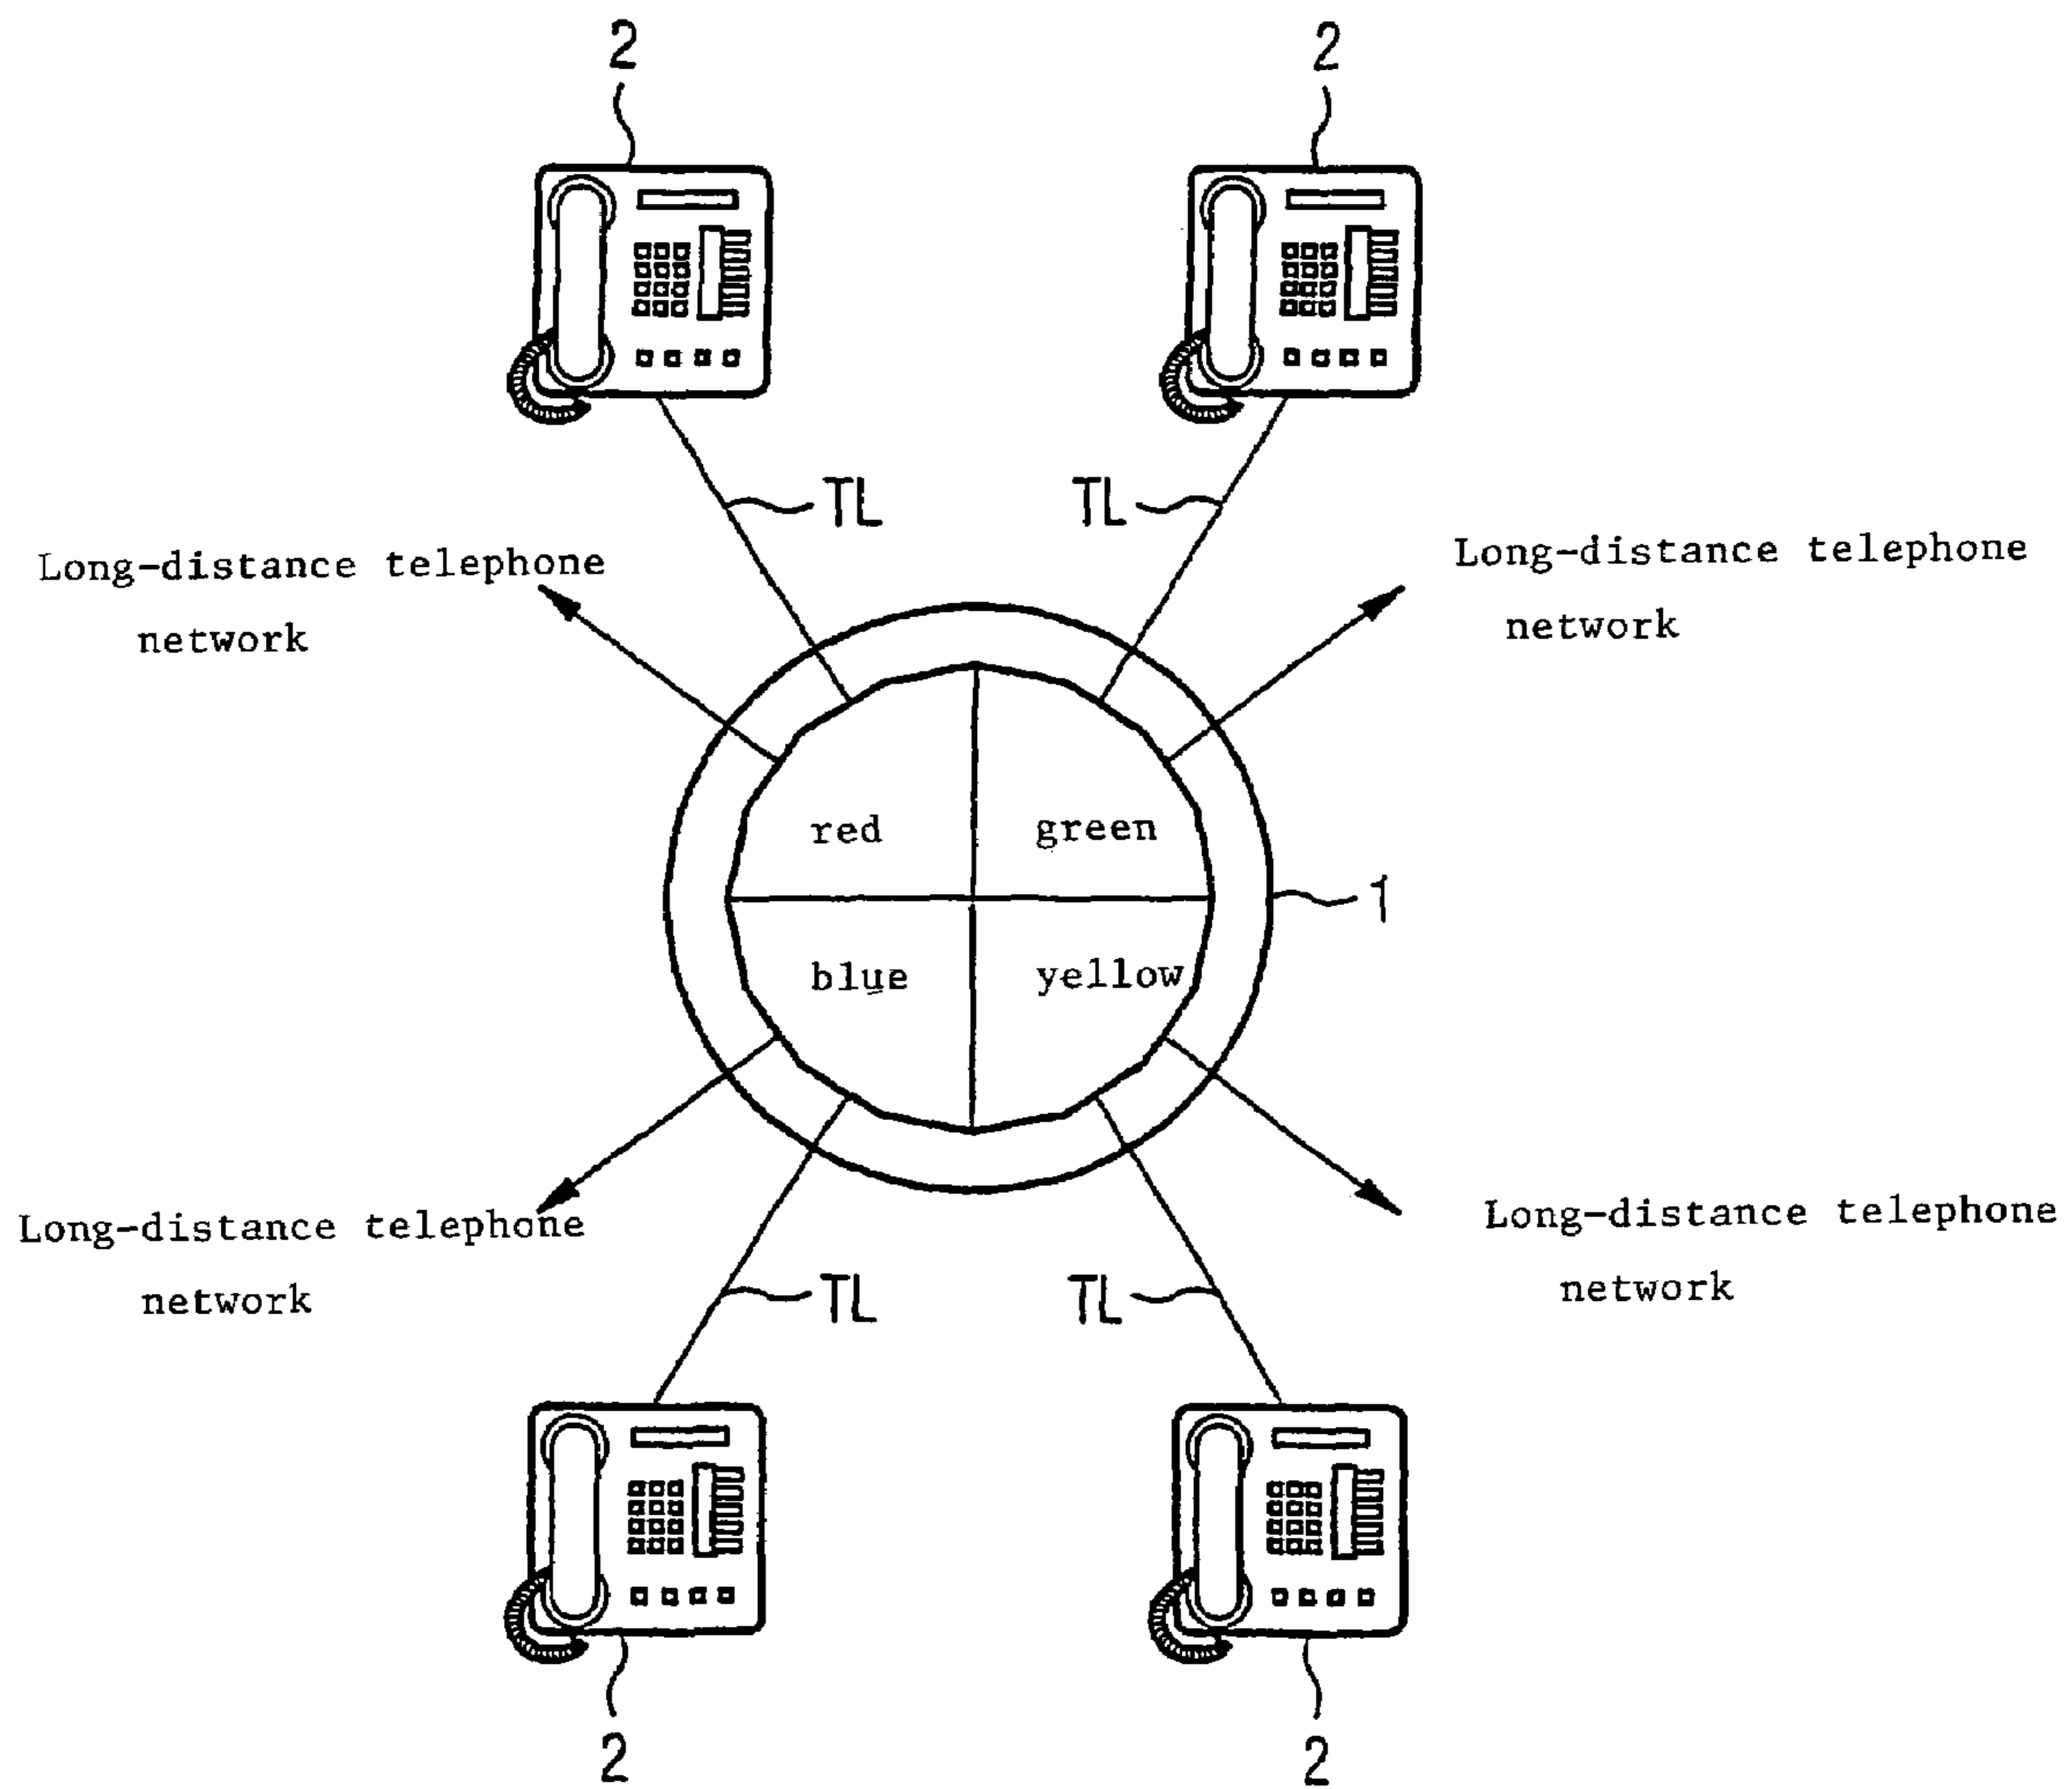 2
2
TL
TL
Long-distance telephone
network
Long-distance telephone
network
red
green
1
blue
yellow
Long-distance telephone
network
Long-distance telephone
network
TL
TL
2
2